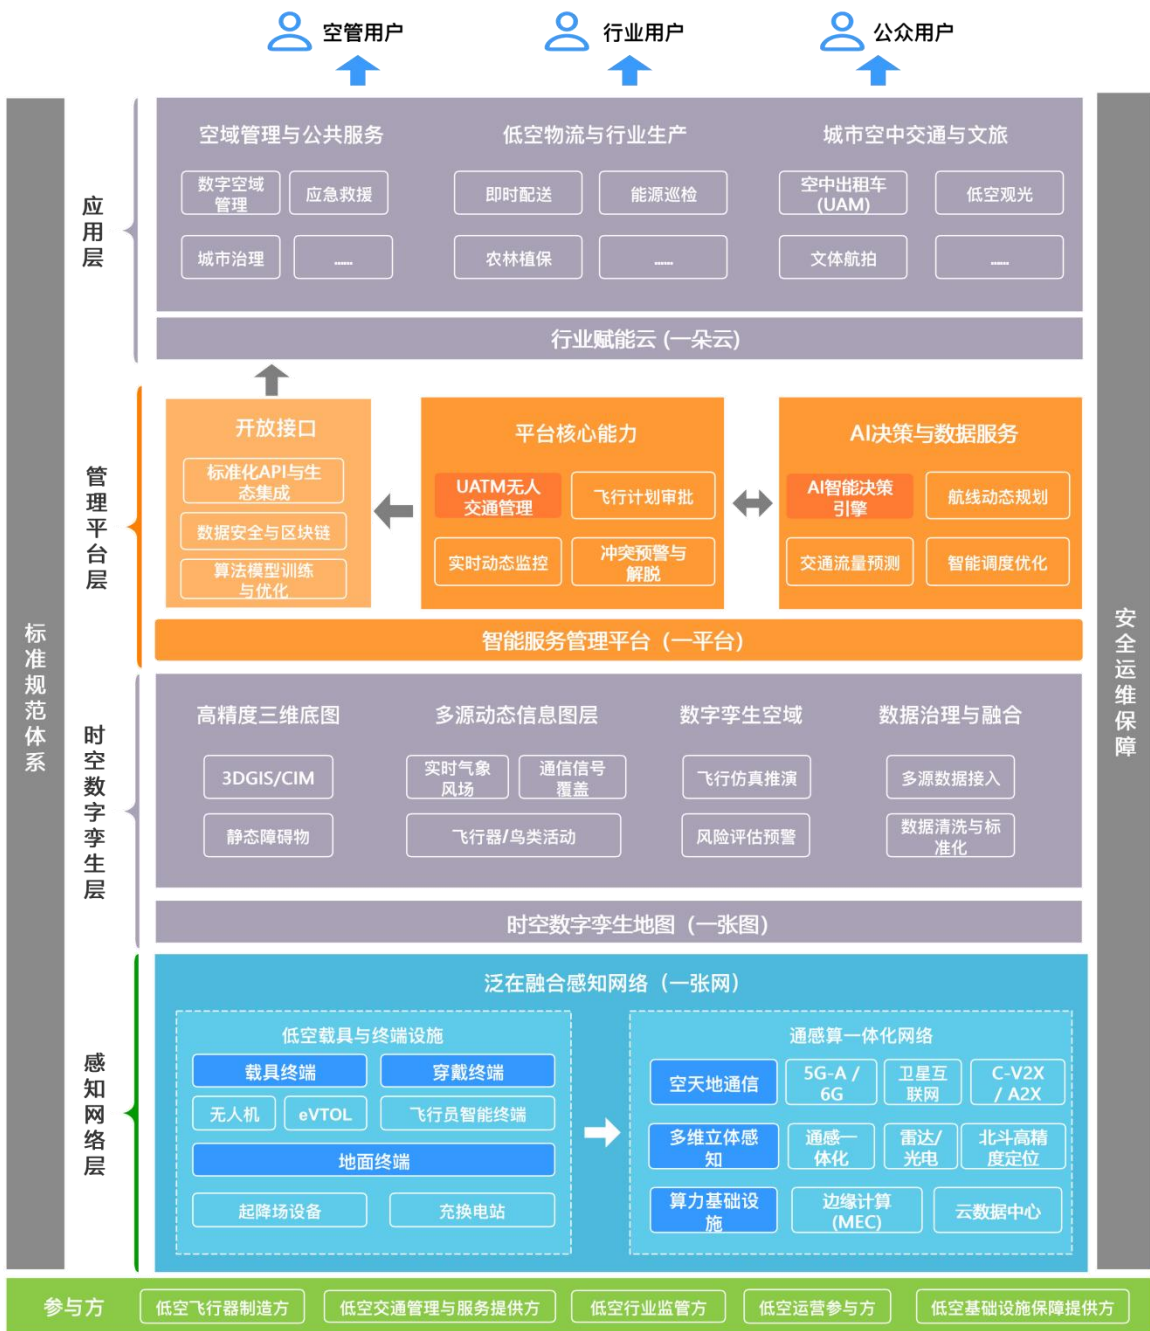 空管用户
行业用户
公众用户
标准规范体系
安全运维保障
应用层
空域管理与公共服务
数字空域
管理
应急救援
城市治理
......
低空物流与行业生产
即时配送
能源巡检
农林植保
......
城市空中交通与文旅
空中出租车
(UAM)
低空观光
文体航拍
......
行业赋能云 (一朵云)
管理平台层
开放接口
标准化API与生
态集成
数据安全与区块链
算法模型训练
与优化
平台核心能力
UATM无人
交通管理
飞行计划审批
实时动态监控
冲突预警与
解脱
AI决策与数据服务
AI智能决策
引擎
航线动态规划
交通流量预测
智能调度优化
智能服务管理平台（一平台）
时空数字孪生层
高精度三维底图
3DGIS/CIM
静态障碍物
多源动态信息图层
实时气象
风场
通信信号
覆盖
飞行器/鸟类活动
数字孪生空域
飞行仿真推演
风险评估预警
数据治理与融合
多源数据接入
数据清洗与标
准化
时空数字孪生地图（一张图）
感知网络层
泛在融合感知网络（一张网）
低空载具与终端设施
载具终端
穿戴终端
无人机
eVTOL
飞行员智能终端
地面终端
起降场设备
充换电站
通感算一体化网络
空天地通信
5G-A /
6G
卫星互
联网
C-V2X
/ A2X
多维立体感
知
通感一
体化
雷达/
光电
北斗高精
度定位
算力基础设
施
边缘计算
(MEC)
云数据中心
参与方
低空飞行器制造方
低空交通管理与服务提供方
低空行业监管方
低空运营参与方
低空基础设施保障提供方